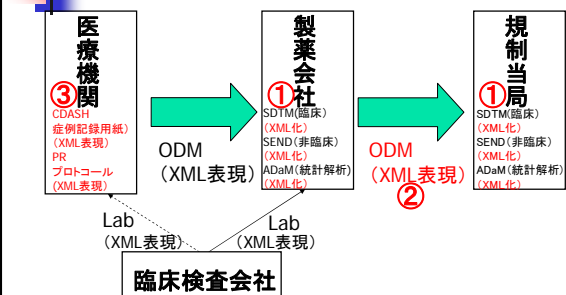 医療機関
③
CDASH
症例記録用紙)
(XML表現)
PR
プロトコール
(XML表現)
ODM
(XML表現)
製薬会社
①
SDTM(臨床)
(XML化)
SEND(非臨床)
(XML化)
ADaM(統計解析)
(XML化)
ODM
(XML表現)
②
規制当局
①
SDTM(臨床)
(XML化)
SEND(非臨床)
(XML化)
ADaM(統計解析)
(XML化)
Lab
(XML表現)
Lab
(XML表現)
臨床検査会社